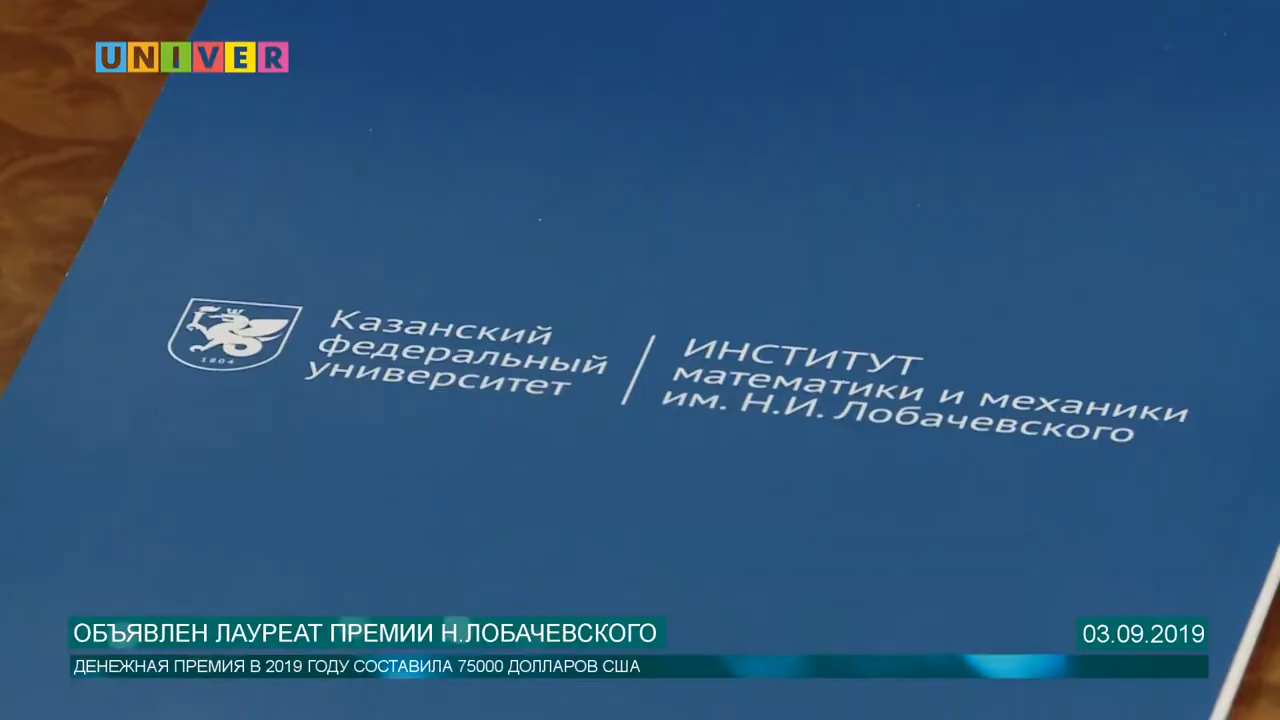 UNIVER
1804
Казанский
федеральный
университет
ИНСТИТУТ
математики и механики
им. Н.И. Лобачевского
ОБЪЯВЛЕН ЛАУРЕАТ ПРЕМИИ Н.ЛОБАЧЕВСКОГО
03.09.2019
ДЕНЕЖНАЯ ПРЕМИЯ В 2019 ГОДУ СОСТАВИЛА 75000 ДОЛЛАРОВ США